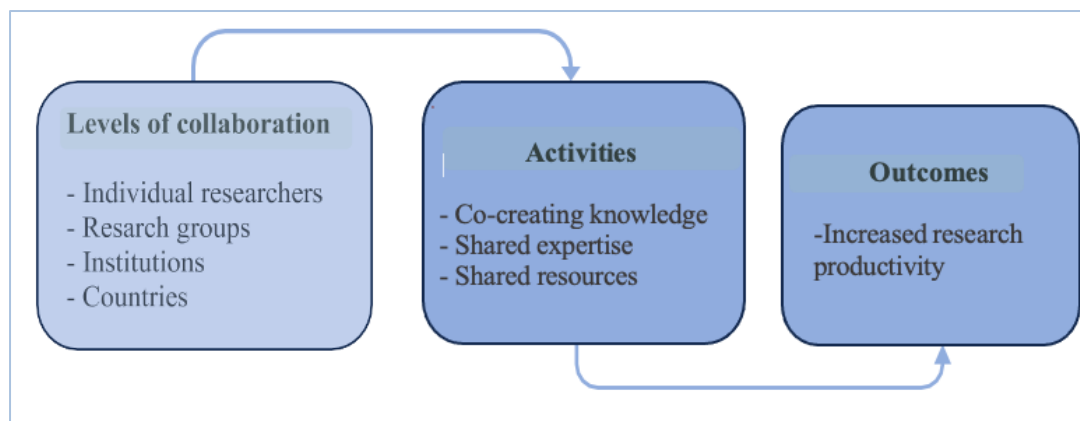 Levels of collaboration
- Individual researchers
- Resarch groups
- Institutions
- Countries
Activities
- Co-creating knowledge
- Shared expertise
- Shared resources
Outcomes
-Increased research
productivity